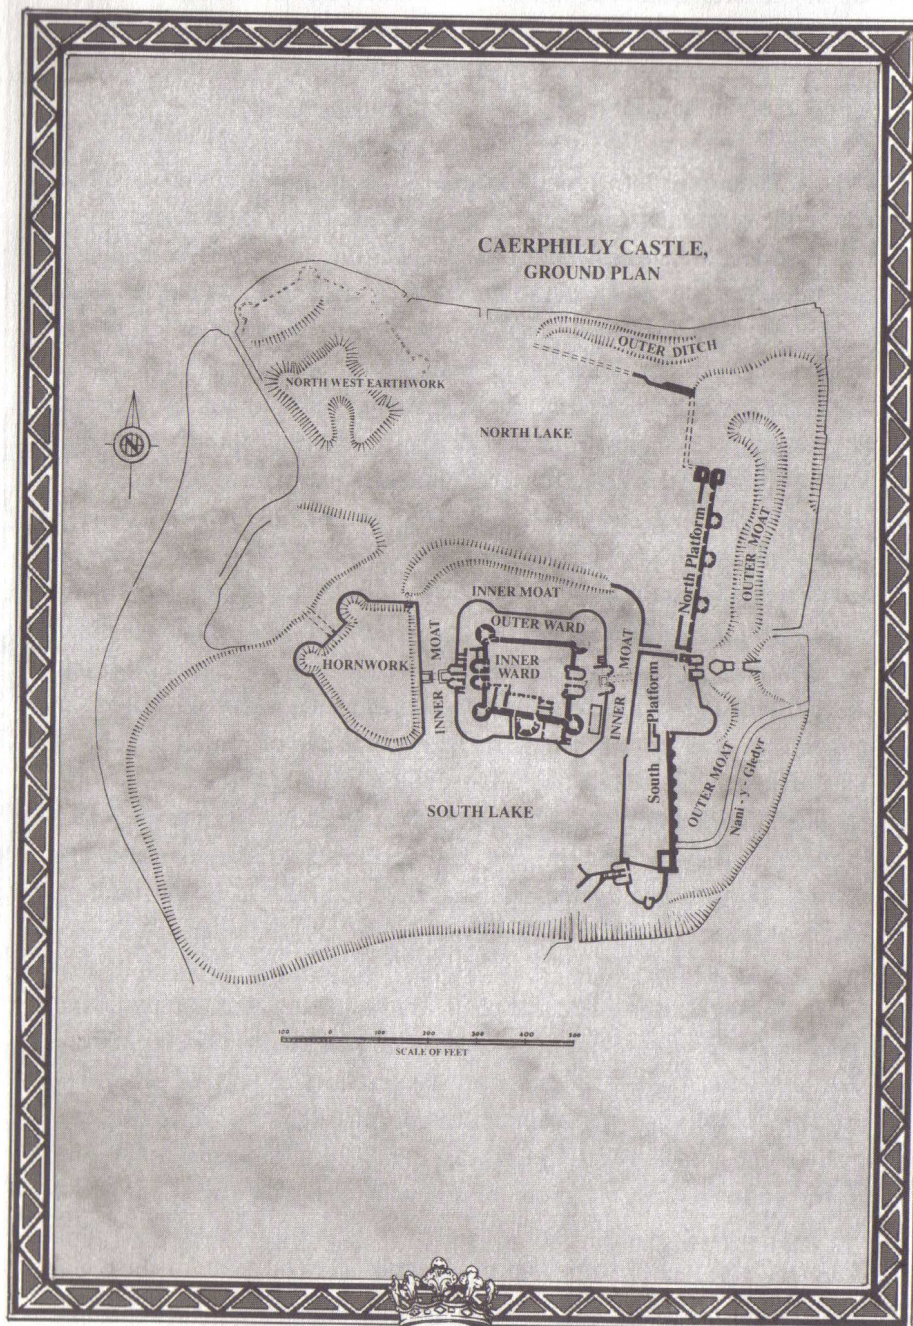 CAERPHILLY CASTLE,
GROUND PLAN
OUTER DITCH
NORTH WEST EARTHWORK
NORTH LAKE
N
North Platform
OUTER MOAT
INNER MOAT
OUTER WARD
MOAT
INNER
HORNWORK
INNER
WARD
MOAT
INNER
South Platform
OUTER MOAT
Nani - y - Gledyr
SOUTH LAKE
100 0 100 200 300 400 500
SCALE OF FEET